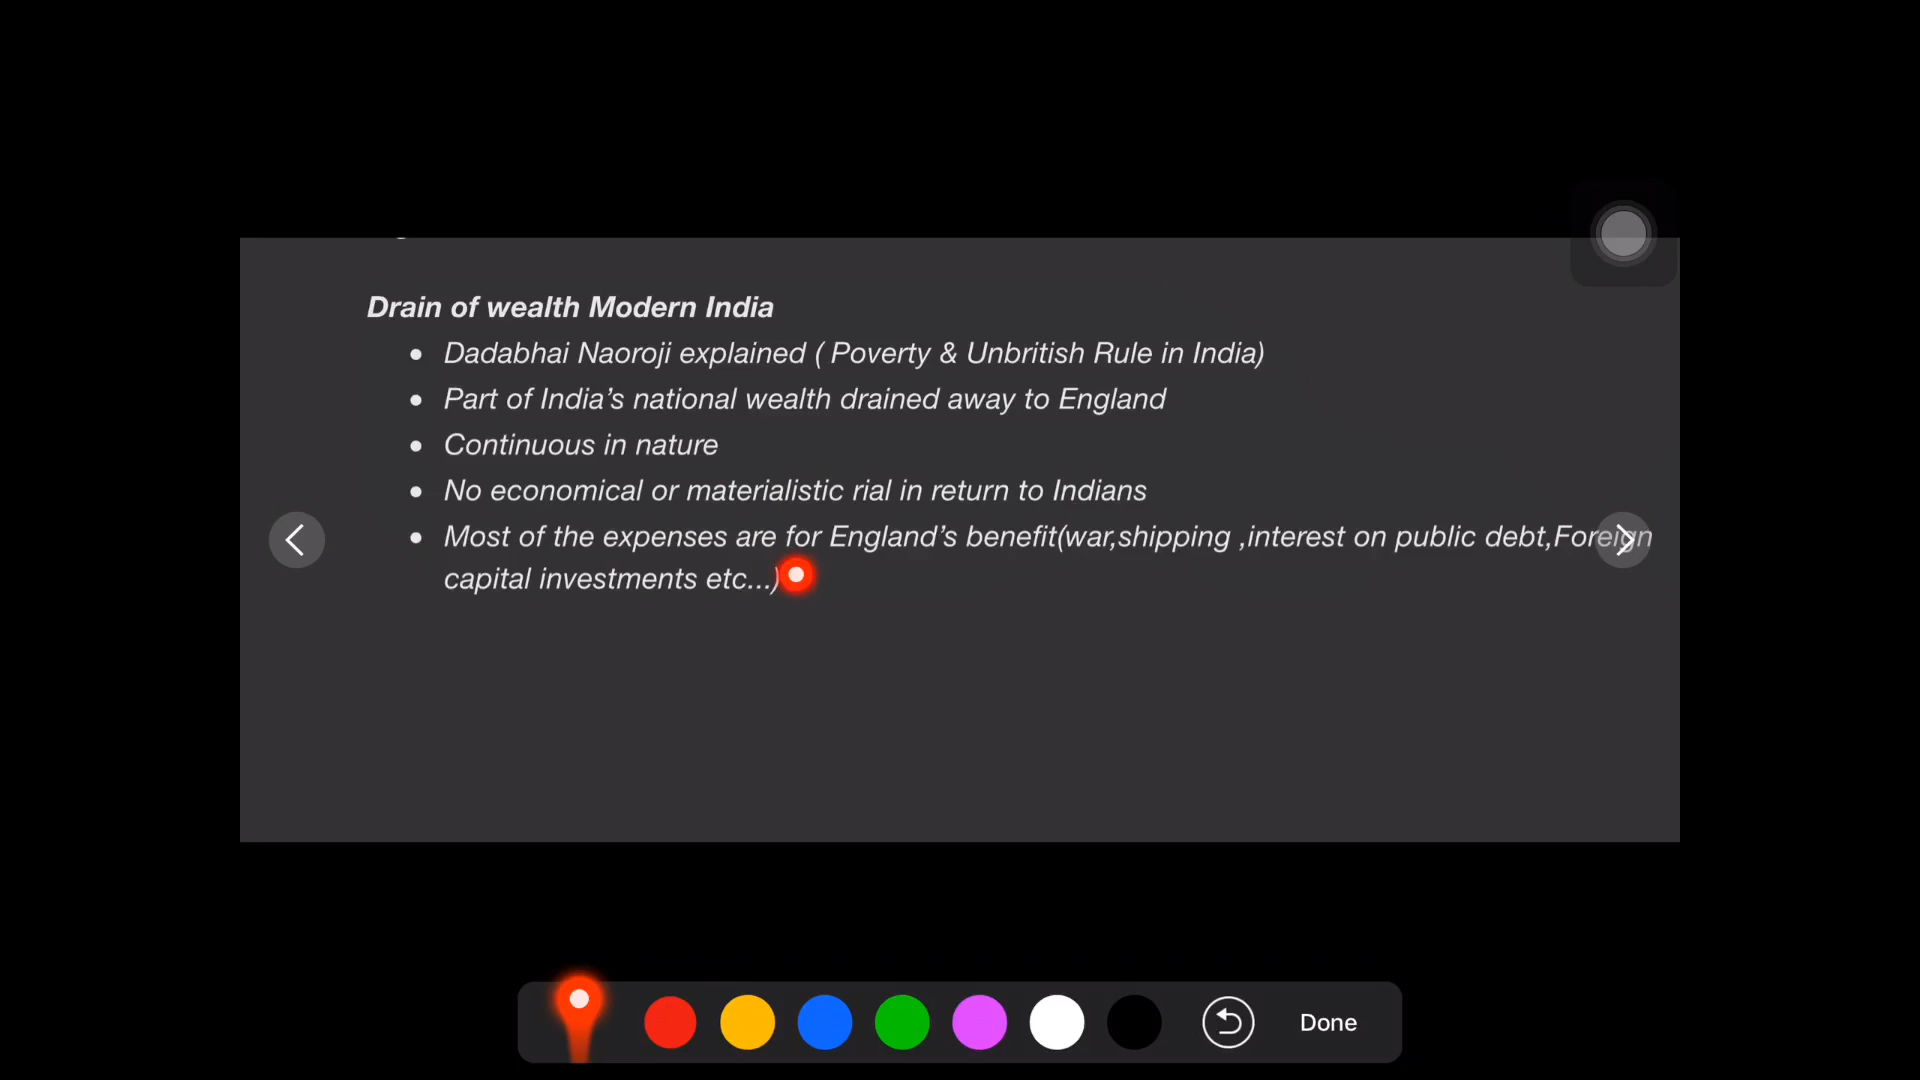 Drain of wealth Modern India
• Dadabhai Naoroji explained ( Poverty & Unbritish Rule in India)
• Part of India’s national wealth drained away to England
• Continuous in nature
• No economical or materialistic rial in return to Indians
• Most of the expenses are for England’s benefit(war,shipping ,interest on public debt,Foreign
capital investments etc...)
Done